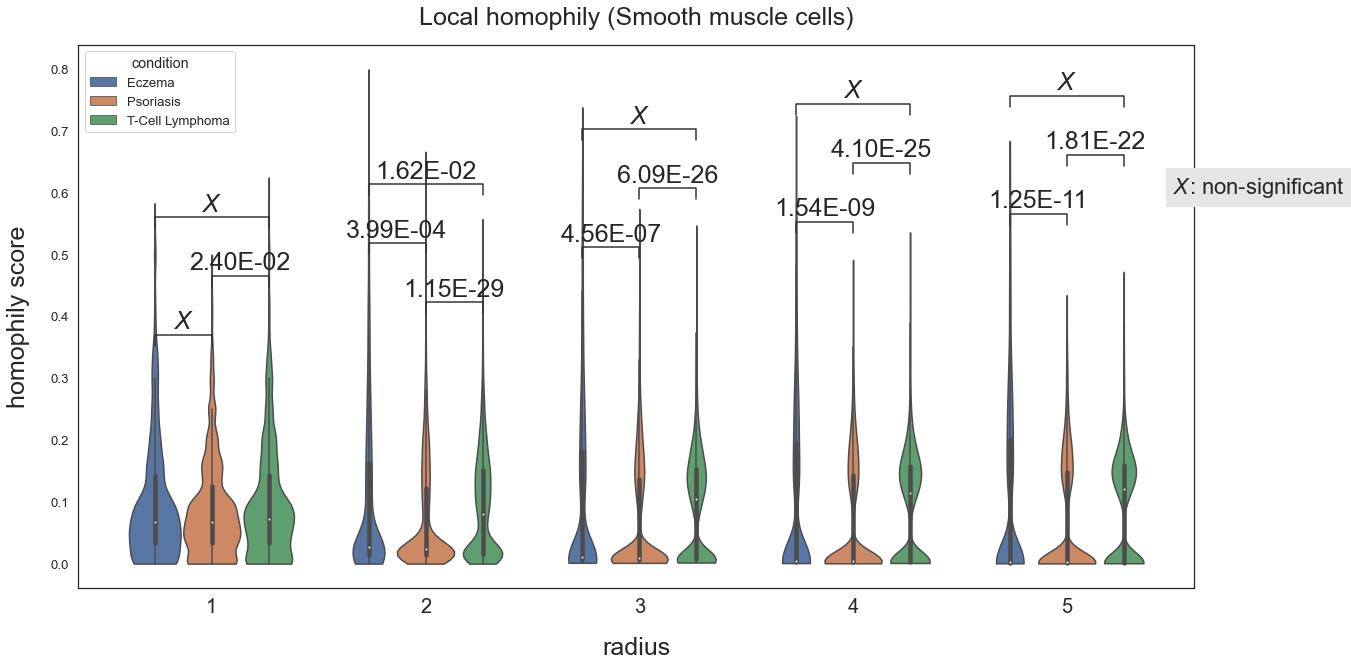 Local homophily (Smooth muscle cells)
homophily score
0.8
0.7
0.6
0.5
0.4
0.3
0.2
0.1
0.0
condition
Eczema
Psoriasis
T-Cell Lymphoma
X
2.40E-02
X
1.62E-02
3.99E-04
1.15E-29
X
6.09E-26
4.56E-07
X
4.10E-25
1.54E-09
X
1.81E-22
1.25E-11
X: non-significant
1 2 3 4 5
radius